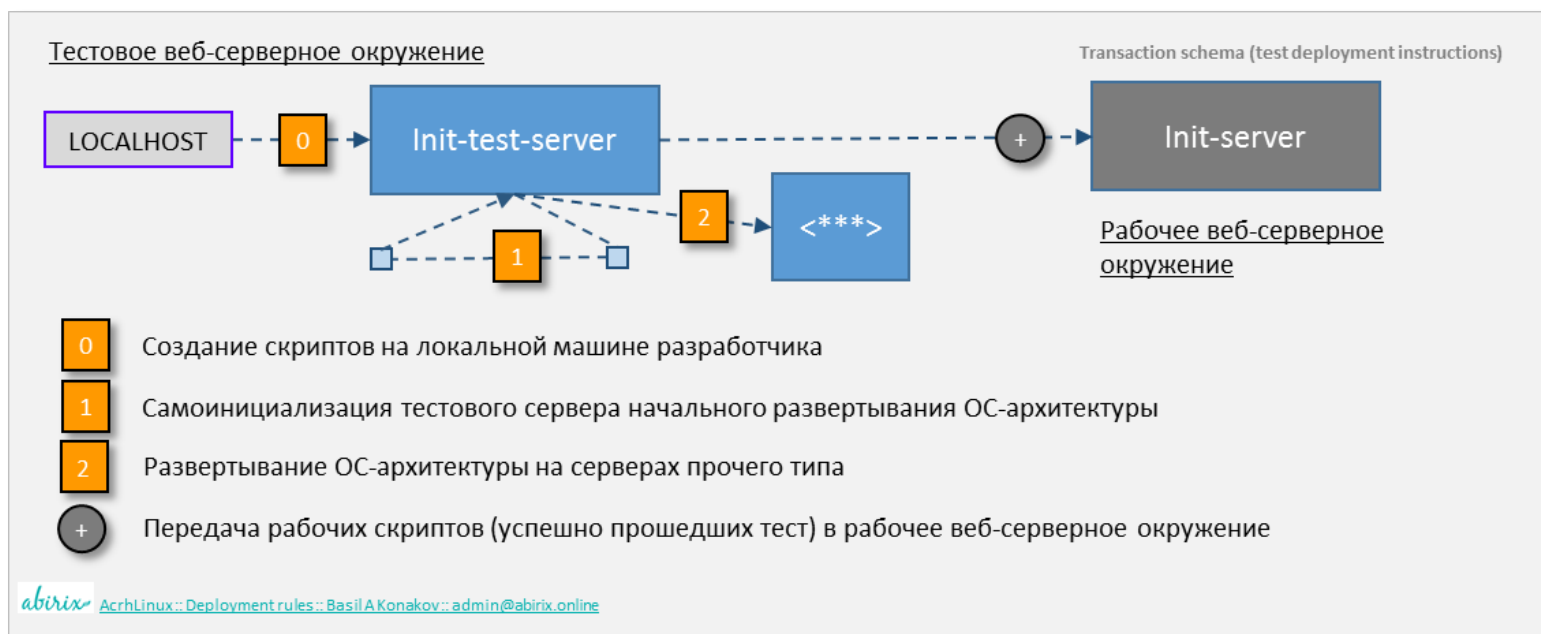 Тестовое веб-серверное окружение
Transaction schema (test deployment instructions)
LOCALHOST
0
Init-test-server
+
Init-server
2
<***>
1
Рабочее веб-серверное
окружение
0 Создание скриптов на локальной машине разработчика
1 Самоинициализация тестового сервера начального развертывания ОС-архитектуры
2 Развертывание ОС-архитектуры на серверах прочего типа
+ Передача рабочих скриптов (успешно прошедших тест) в рабочее веб-серверное окружение
abirix AcrhLinux :: Deployment rules :: Basil A Konakov :: admin@abirix.online